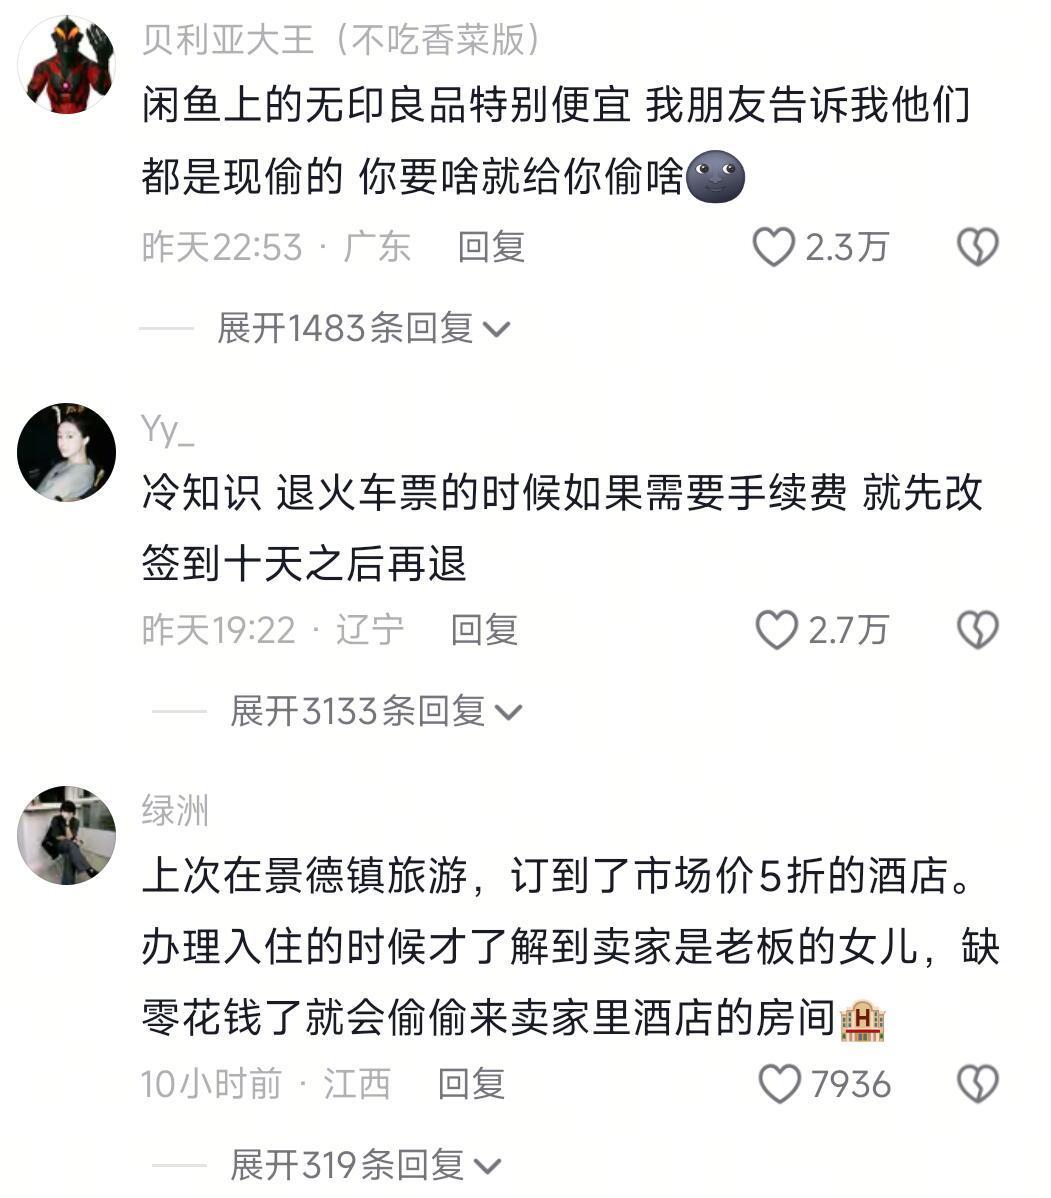 贝利亚大王（不吃香菜版）
闲鱼上的无印良品特别便宜 我朋友告诉我他们
都是现偷的 你要啥就给你偷啥🌚
昨天22:53 · 广东 回复 2.3万
展开1483条回复
Yy_
冷知识 退火车票的时候如果需要手续费 就先改
签到十天之后再退
昨天19:22 · 辽宁 回复 2.7万
展开3133条回复
绿洲
上次在景德镇旅游，订到了市场价5折的酒店。
办理入住的时候才了解到卖家是老板的女儿，缺
零花钱了就会偷偷来卖家里酒店的房间🏨
10小时前 · 江西 回复 7936
展开319条回复